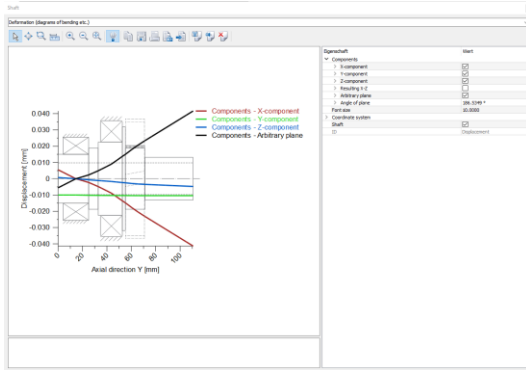 Shaft
Deformation (diagrams of bending etc.)
Eigenschaft Wert
Components
X-component
Y-component
Z-component
Resulting X-Z
Arbitrary plane
Angle of plane 186.3349 °
Font size 10.0000
Coordinate system
Shaft
ID Displacement
Components - X-component
Components - Y-component
Components - Z-component
Components - Arbitrary plane
Displacement [mm]
0.040
0.030
0.020
0.010
0
-0.010
-0.020
-0.030
-0.040
0 20 40 60 80 100
Axial direction Y [mm]